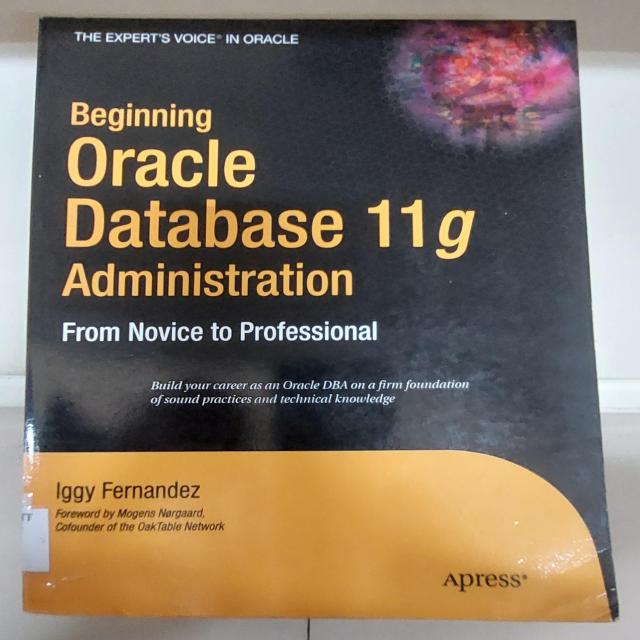 THE EXPERT'S VOICE® IN ORACLE
Beginning
Oracle
Database 11g
Administration
From Novice to Professional
Build your career as an Oracle DBA on a firm foundation
of sound practices and technical knowledge
Iggy Fernandez
Foreword by Mogens Nørgaard,
Cofounder of the OakTable Network
Apress®